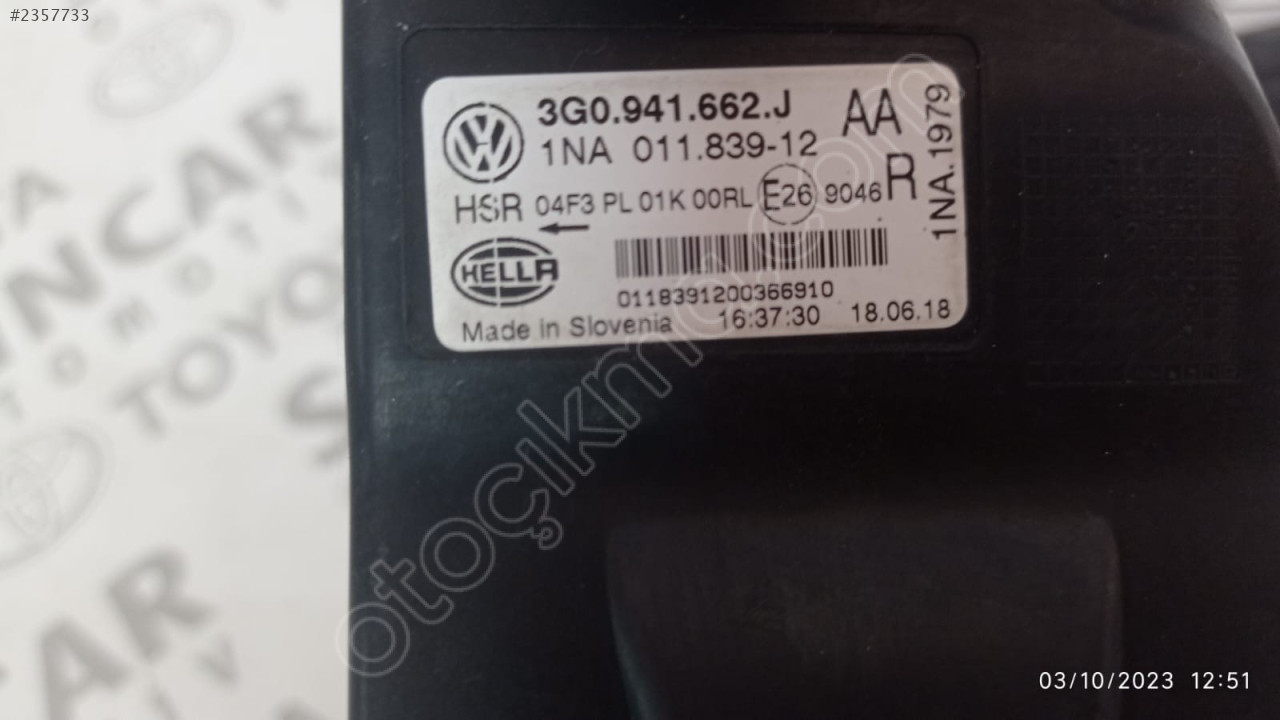 #2357733
3G0.941.662.J AA
1NA 011.839-12 R
HSR 04F3 PL 01K 00RL E26 9046
1NA.1979
HELLA
0118391200366910
Made in Slovenia 16:37:30 18.06.18
otoçıkma.com
TOYO
03/10/2023 12:51